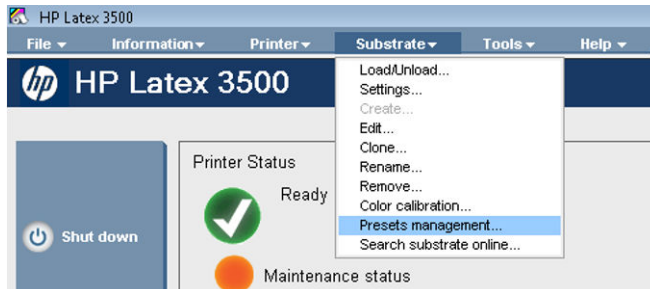 HP Latex 3500
File Information Printer Substrate Tools Help
hp HP Latex 3500
Load/Unload...
Settings...
Create...
Edit...
Clone...
Rename...
Remove...
Color calibration...
Presets management...
Search substrate online...
Printer Status
Ready
Shut down
Maintenance status